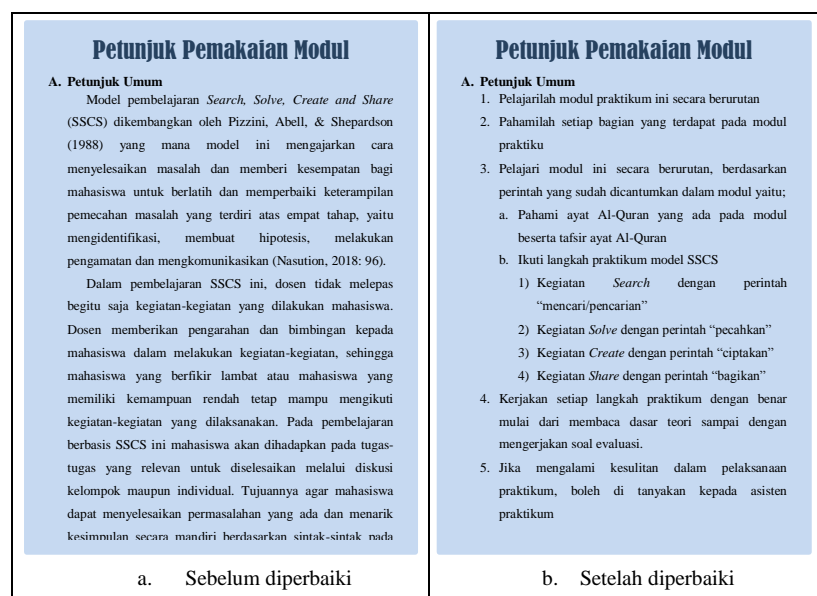 Petunjuk Pemakaian Modul
A. Petunjuk Umum
Model pembelajaran Search, Solve, Create and Share
(SSCS) dikembangkan oleh Pizzini, Abell, & Shepardson
(1988) yang mana model ini mengajarkan cara
menyelesaikan masalah dan memberi kesempatan bagi
mahasiswa untuk berlatih dan memperbaiki keterampilan
pemecahan masalah yang terdiri atas empat tahap, yaitu
mengidentifikasi, membuat hipotesis, melakukan
pengamatan dan mengkomunikasikan (Nasution, 2018: 96).
Dalam pembelajaran SSCS ini, dosen tidak melepas
begitu saja kegiatan-kegiatan yang dilakukan mahasiswa.
Dosen memberikan pengarahan dan bimbingan kepada
mahasiswa dalam melakukan kegiatan-kegiatan, sehingga
mahasiswa yang berfikir lambat atau mahasiswa yang
memiliki kemampuan rendah tetap mampu mengikuti
kegiatan-kegiatan yang dilaksanakan. Pada pembelajaran
berbasis SSCS ini mahasiswa akan dihadapkan pada tugas-
tugas yang relevan untuk diselesaikan melalui diskusi
kelompok maupun individual. Tujuannya agar mahasiswa
dapat menyelesaikan permasalahan yang ada dan menarik
kesimpulan secara mandiri berdasarkan sintak-sintak pada
a. Sebelum diperbaiki
Petunjuk Pemakaian Modul
A. Petunjuk Umum
1. Pelajarilah modul praktikum ini secara berurutan
2. Pahamilah setiap bagian yang terdapat pada modul
praktiku
3. Pelajari modul ini secara berurutan, berdasarkan
perintah yang sudah dicantumkan dalam modul yaitu;
a. Pahami ayat Al-Quran yang ada pada modul
beserta tafsir ayat Al-Quran
b. Ikuti langkah praktikum model SSCS
1) Kegiatan Search dengan perintah
“mencari/pencarian”
2) Kegiatan Solve dengan perintah “pecahkan”
3) Kegiatan Create dengan perintah “ciptakan”
4) Kegiatan Share dengan perintah “bagikan”
4. Kerjakan setiap langkah praktikum dengan benar
mulai dari membaca dasar teori sampai dengan
mengerjakan soal evaluasi.
5. Jika mengalami kesulitan dalam pelaksanaan
praktikum, boleh di tanyakan kepada asisten
praktikum
b. Setelah diperbaiki